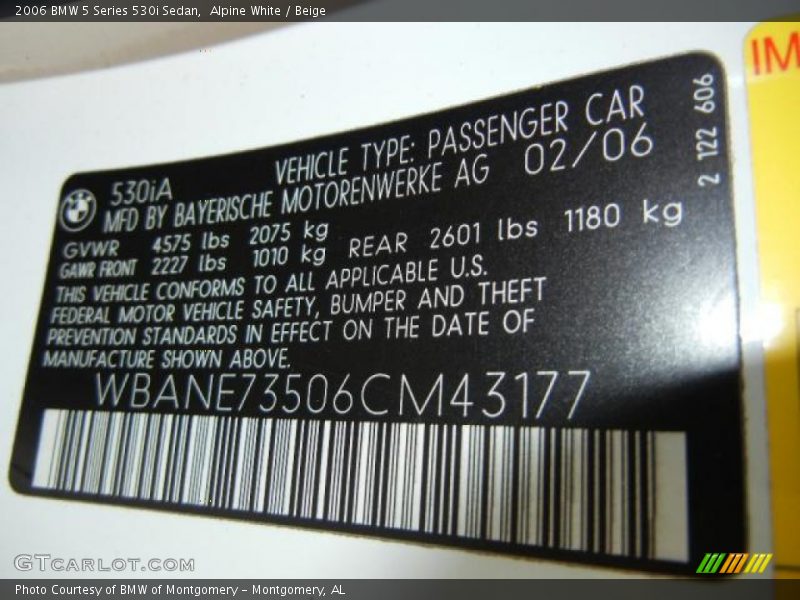 2006 BMW 5 Series 530i Sedan,  Alpine White / Beige
IM
2 122 606
BMW
530iA
VEHICLE TYPE: PASSENGER CAR
MFD BY BAYERISCHE MOTORENWERKE AG 02/06
GVWR 4575 lbs 2075 kg
GAWR FRONT 2227 lbs 1010 kg REAR 2601 lbs 1180 kg
THIS VEHICLE CONFORMS TO ALL APPLICABLE U.S.
FEDERAL MOTOR VEHICLE SAFETY, BUMPER AND THEFT
PREVENTION STANDARDS IN EFFECT ON THE DATE OF
MANUFACTURE SHOWN ABOVE.
WBANE73506CM43177
GTCARLOT.COM
Photo Courtesy of BMW of Montgomery – Montgomery, AL